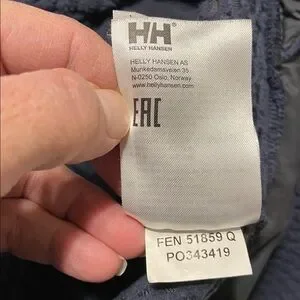 HH
HELLY HANSEN
HELLY HANSEN AS
Munkedamsveien 35
N-0250 Oslo, Norway
www.hellyhansen.com
EAC
FEN 51859 Q
PO343419